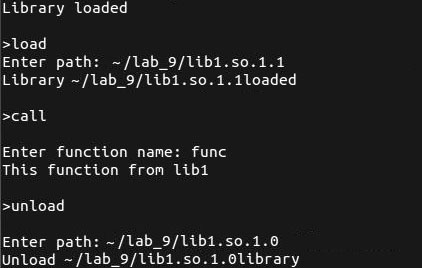 Library loaded
>load
Enter path: ~/lab_9/lib1.so.1.1
Library ~/lab_9/lib1.so.1.1loaded
>call
Enter function name: func
This function from lib1
>unload
Enter path: ~/lab_9/lib1.so.1.0
Unload ~/lab_9/lib1.so.1.0library